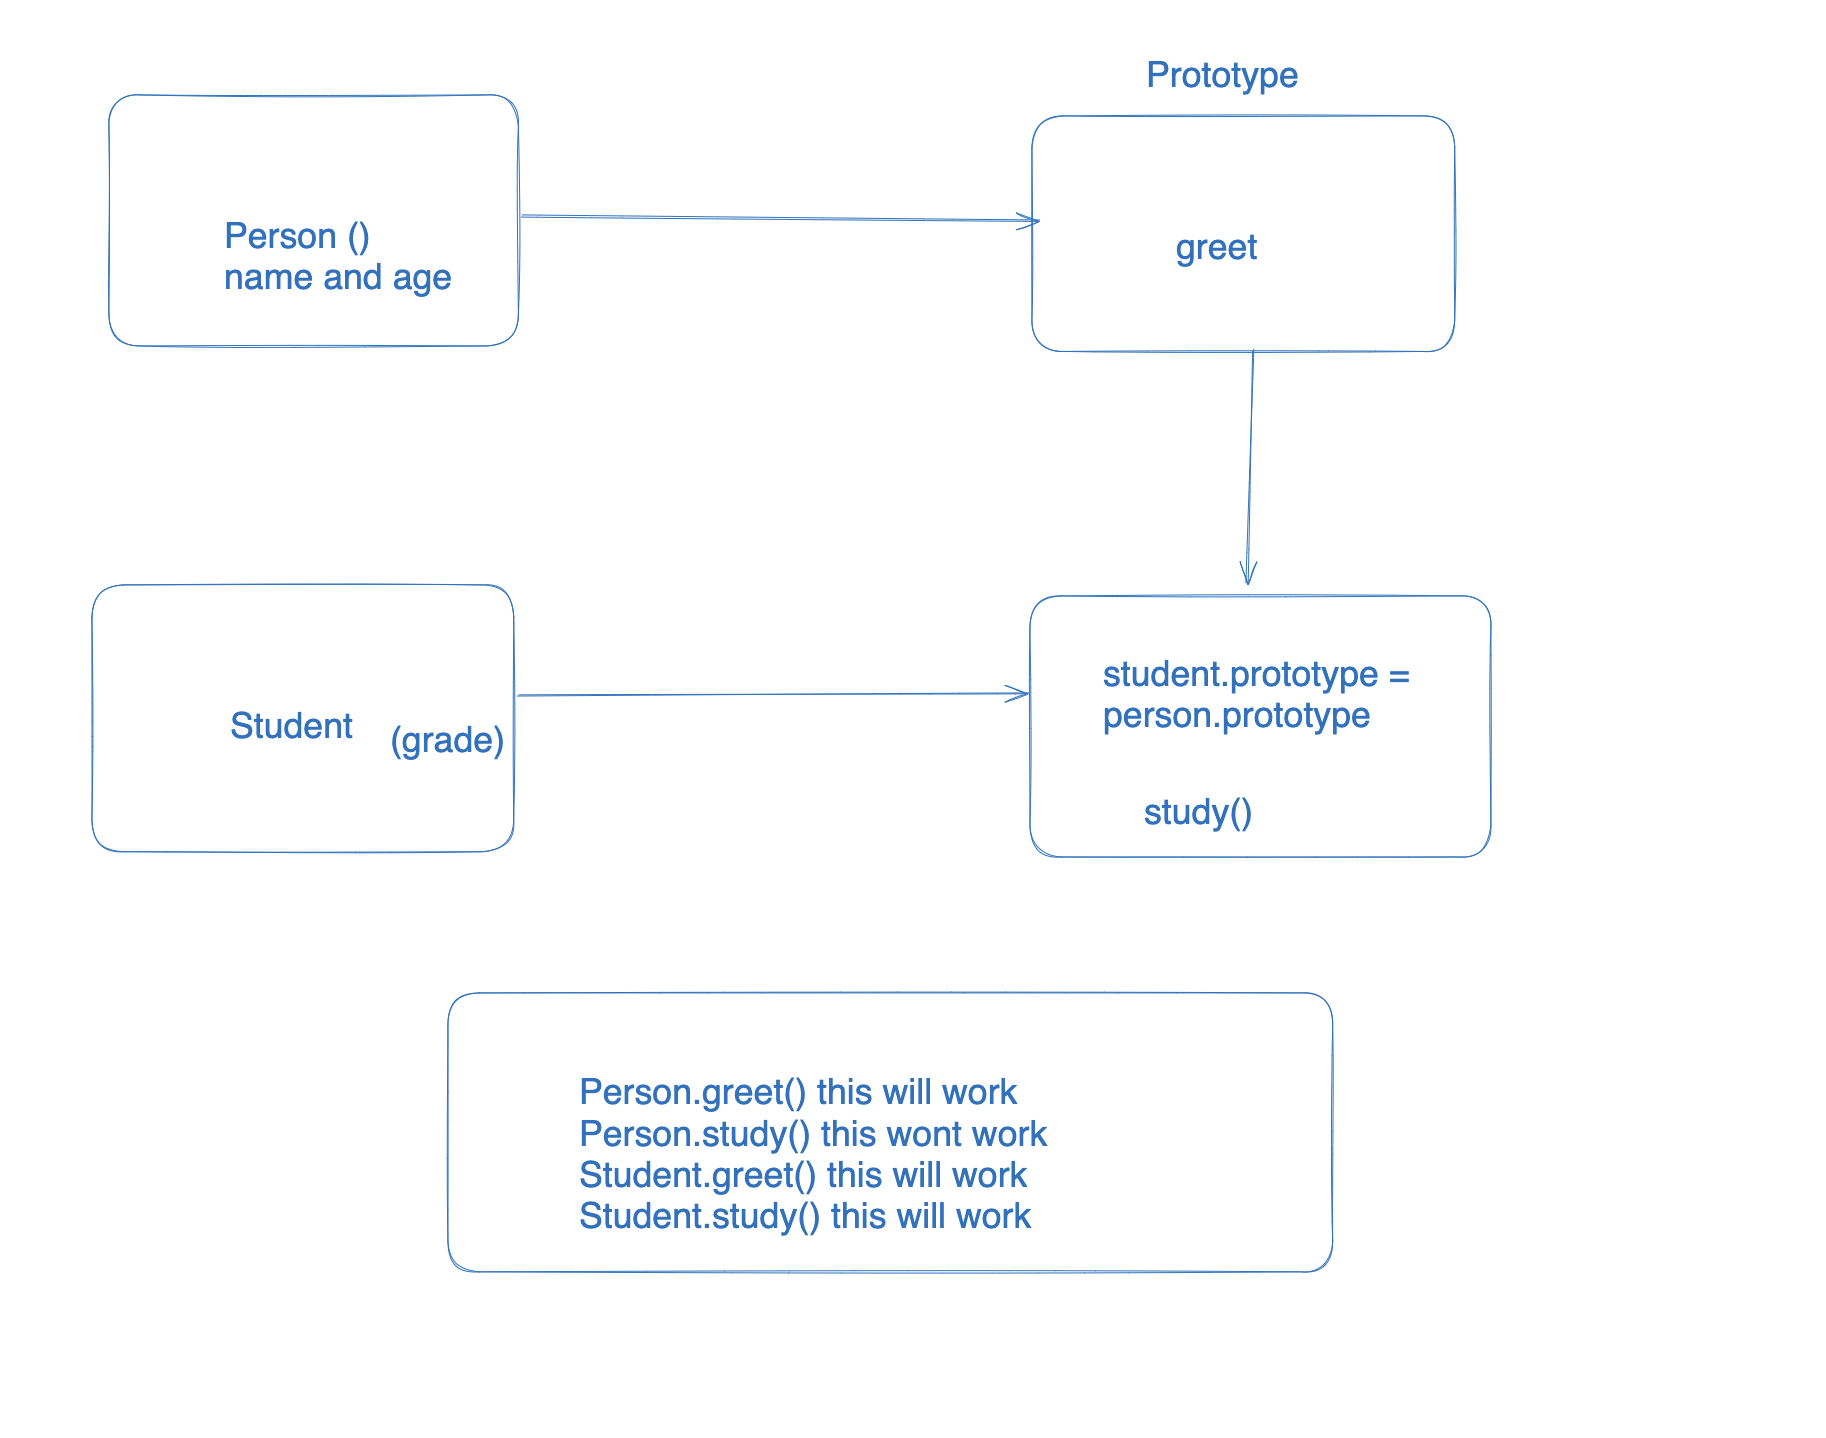 Prototype
Person ()
name and age
greet
Student (grade)
student.prototype =
person.prototype
study()
Person.greet() this will work
Person.study() this wont work
Student.greet() this will work
Student.study() this will work